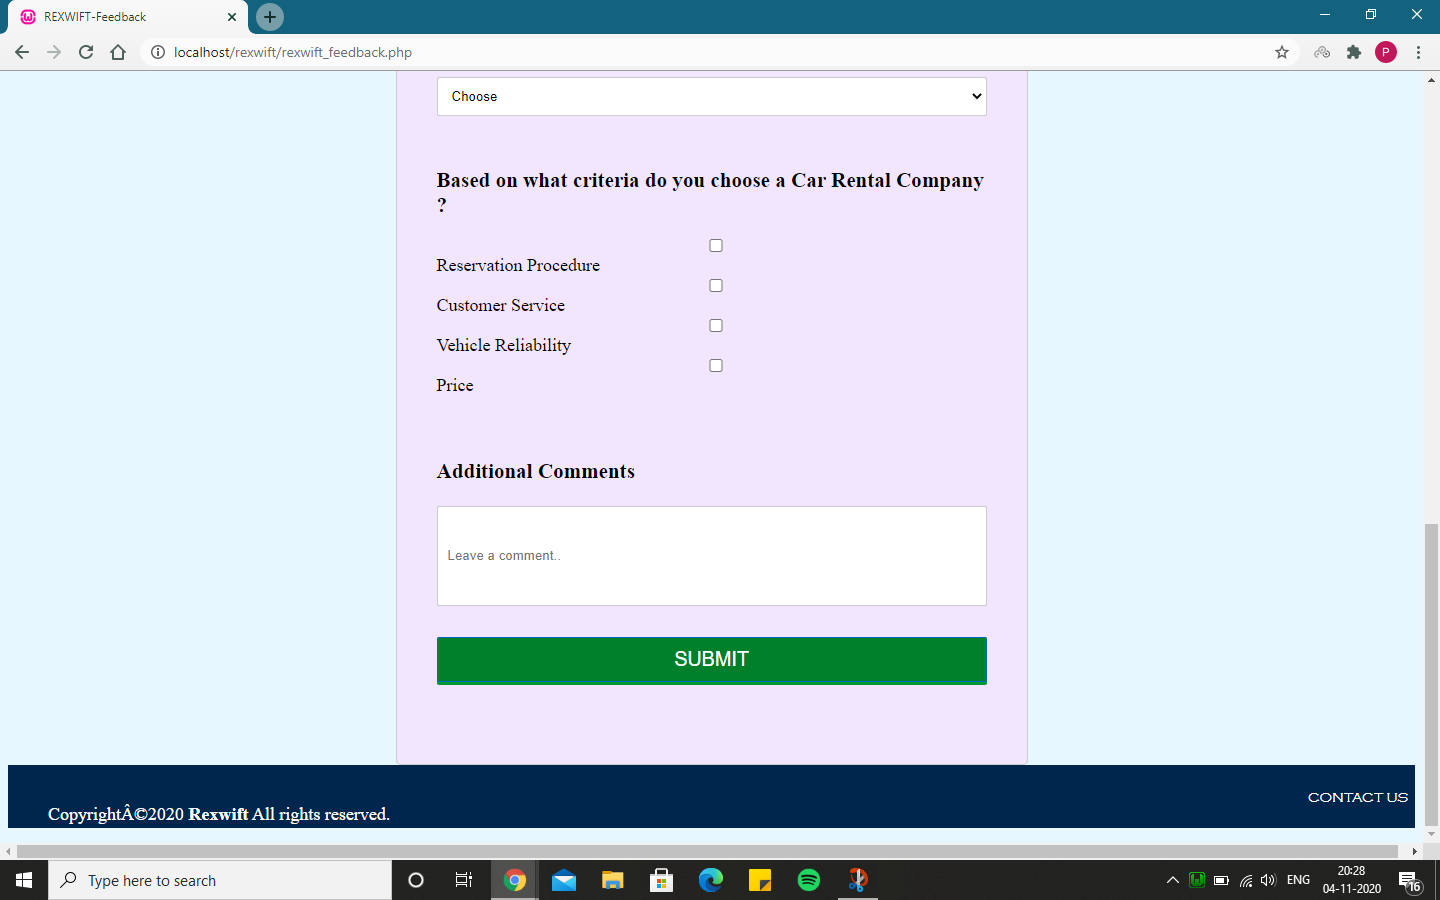 REXWIFT-Feedback
localhost/rexwift/rexwift_feedback.php
P
Choose
Based on what criteria do you choose a Car Rental Company
?
Reservation Procedure
Customer Service
Vehicle Reliability
Price
Additional Comments
Leave a comment..
SUBMIT
CONTACT US
CopyrightÂ©2020 Rexwift All rights reserved.
Type here to search
ENG
20:28
04-11-2020
16